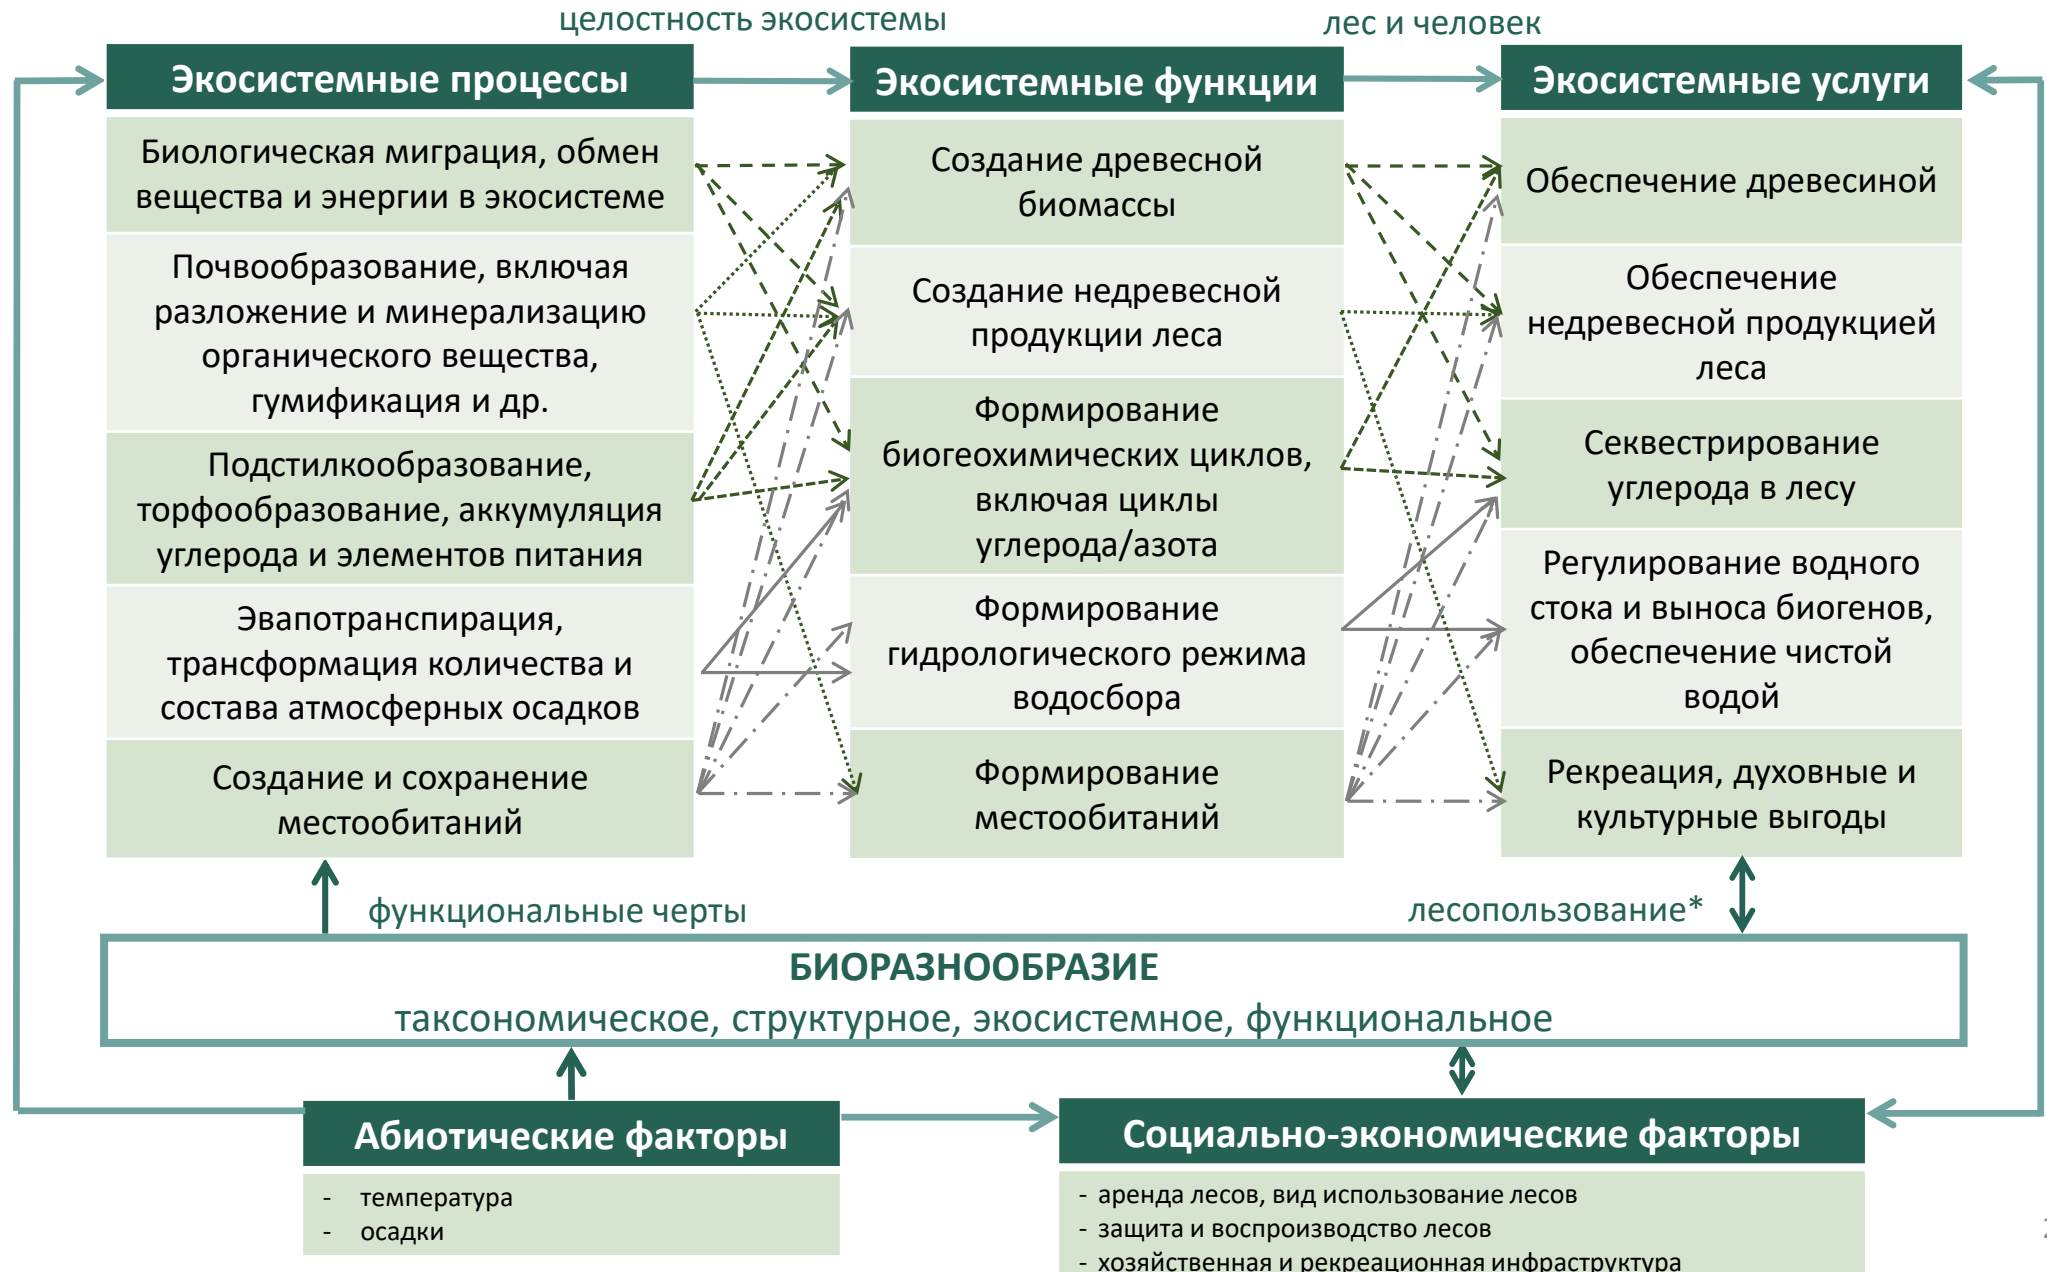 целостность экосистемы
лес и человек
Экосистемные процессы
Биологическая миграция, обмен
вещества и энергии в экосистеме
Почвообразование, включая
разложение и минерализацию
органического вещества,
гумификация и др.
Подстилкообразование,
торфообразование, аккумуляция
углерода и элементов питания
Эвапотранспирация,
трансформация количества и
состава атмосферных осадков
Создание и сохранение
местообитаний
Экосистемные функции
Создание древесной
биомассы
Создание недревесной
продукции леса
Формирование
биогеохимических циклов,
включая циклы
углерода/азота
Формирование
гидрологического режима
водосбора
Формирование
местообитаний
Экосистемные услуги
Обеспечение древесиной
Обеспечение
недревесной продукцией
леса
Секвестрирование
углерода в лесу
Регулирование водного
стока и выноса биогенов,
обеспечение чистой
водой
Рекреация, духовные и
культурные выгоды
функциональные черты
лесопользование*
БИОРАЗНООБРАЗИЕ
таксономическое, структурное, экосистемное, функциональное
Абиотические факторы
- температура
- осадки
Социально-экономические факторы
- аренда лесов, вид использование лесов
- защита и воспроизводство лесов
- хозяйственная и рекреационная инфраструктура